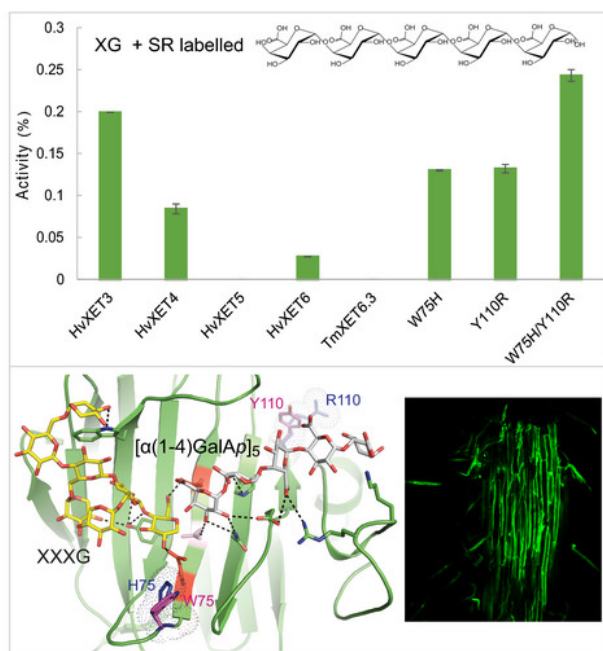 XG + SR labelled
0.3
0.25
0.2
0.15
0.1
0.05
0
Activity (%)
HvXET3
HvXET4
HvXET5
HvXET6
TmXET6.3
W75H
Y110R
W75H/Y110R
Y110
R110
[α(1-4)GalAp]₅
XXXG
H75
W75